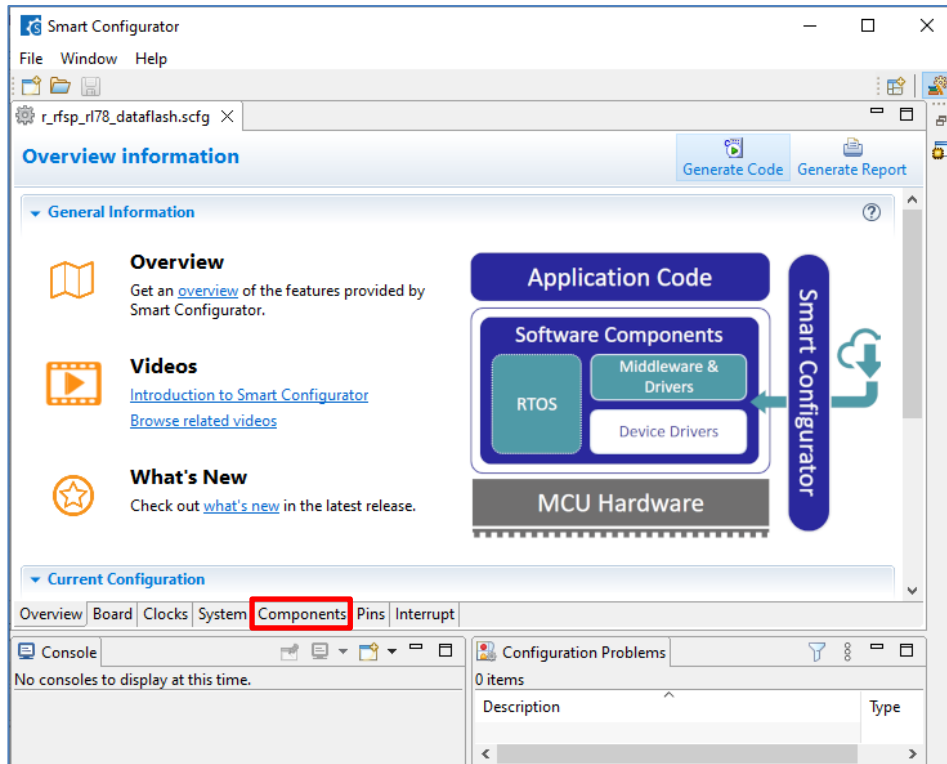 Smart Configurator
File Window Help
r_rfsp_rl78_dataflash.scfg
Overview information
Generate Code Generate Report
General Information
Overview
Get an overview of the features provided by
Smart Configurator.
Videos
Introduction to Smart Configurator
Browse related videos
What's New
Check out what's new in the latest release.
Application Code
Software Components
RTOS
Middleware &
Drivers
Device Drivers
MCU Hardware
Smart Configurator
Current Configuration
Overview Board Clocks System Components Pins Interrupt
Console
No consoles to display at this time.
Configuration Problems
0 items
Description Type